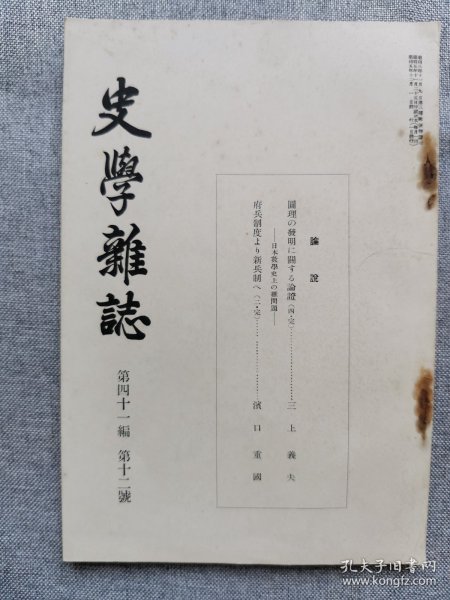 史學雜誌
第四十一編 第十二號
論說
圓理の發明に關する論證(四・完)……………………三上義夫
——日本數學史上の難問題——
府兵制度より新兵制へ(二・完)……………………濱口重國
孔夫子旧书网
www.kongfz.com